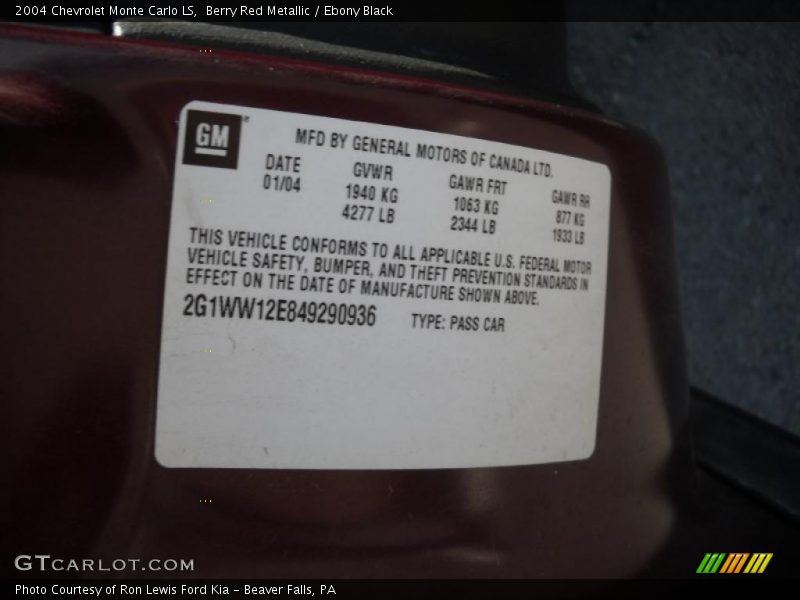 2004 Chevrolet Monte Carlo LS, Berry Red Metallic / Ebony Black
GM
MFD BY GENERAL MOTORS OF CANADA LTD.
DATE GVWR GAWR FRT GAWR RR
01/04 1940 KG 1063 KG 877 KG
4277 LB 2344 LB 1933 LB
THIS VEHICLE CONFORMS TO ALL APPLICABLE U.S. FEDERAL MOTOR
VEHICLE SAFETY, BUMPER, AND THEFT PREVENTION STANDARDS IN
EFFECT ON THE DATE OF MANUFACTURE SHOWN ABOVE.
2G1WW12E849290936 TYPE: PASS CAR
GTCARLOT.COM
Photo Courtesy of Ron Lewis Ford Kia - Beaver Falls, PA